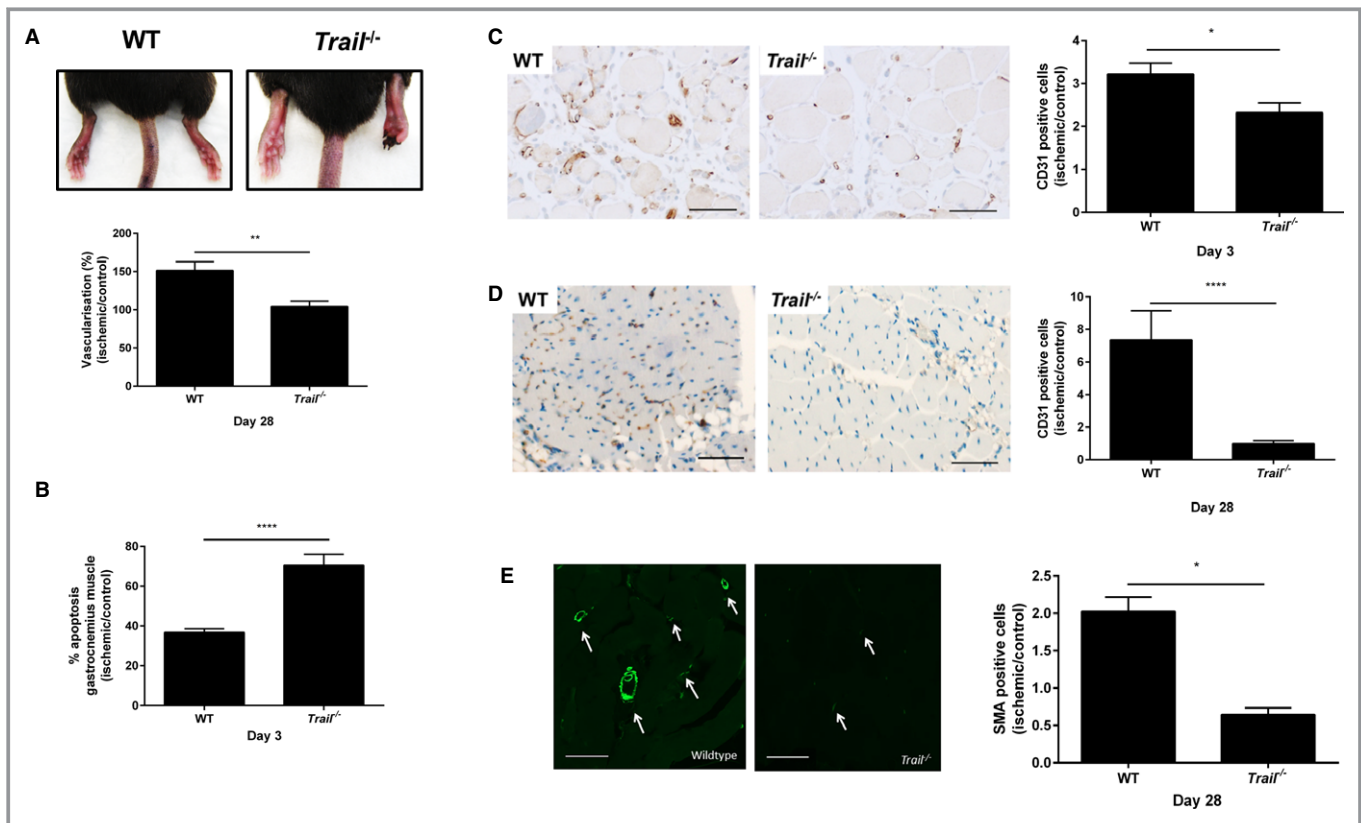 A
WT
Trail-/-
Vascularisation (%)
(ischemic/control)
200
150
100
50
0
**
WT
Trail-/-
Day 28
B
% apoptosis
gastrocnemius muscle
(ischemic/control)
80
60
40
20
0
****
WT
Trail-/-
Day 3
C
WT
Trail-/-
CD31 positive cells
(ischemic/control)
4
3
2
1
0
*
WT
Trail-/-
Day 3
D
WT
Trail-/-
CD31 positive cells
(ischemic/control)
10
8
6
4
2
0
****
WT
Trail-/-
Day 28
E
Wildtype
Trail-/-
SMA positive cells
(ischemic/control)
2.5
2.0
1.5
1.0
0.5
0.0
*
WT
Trail-/-
Day 28